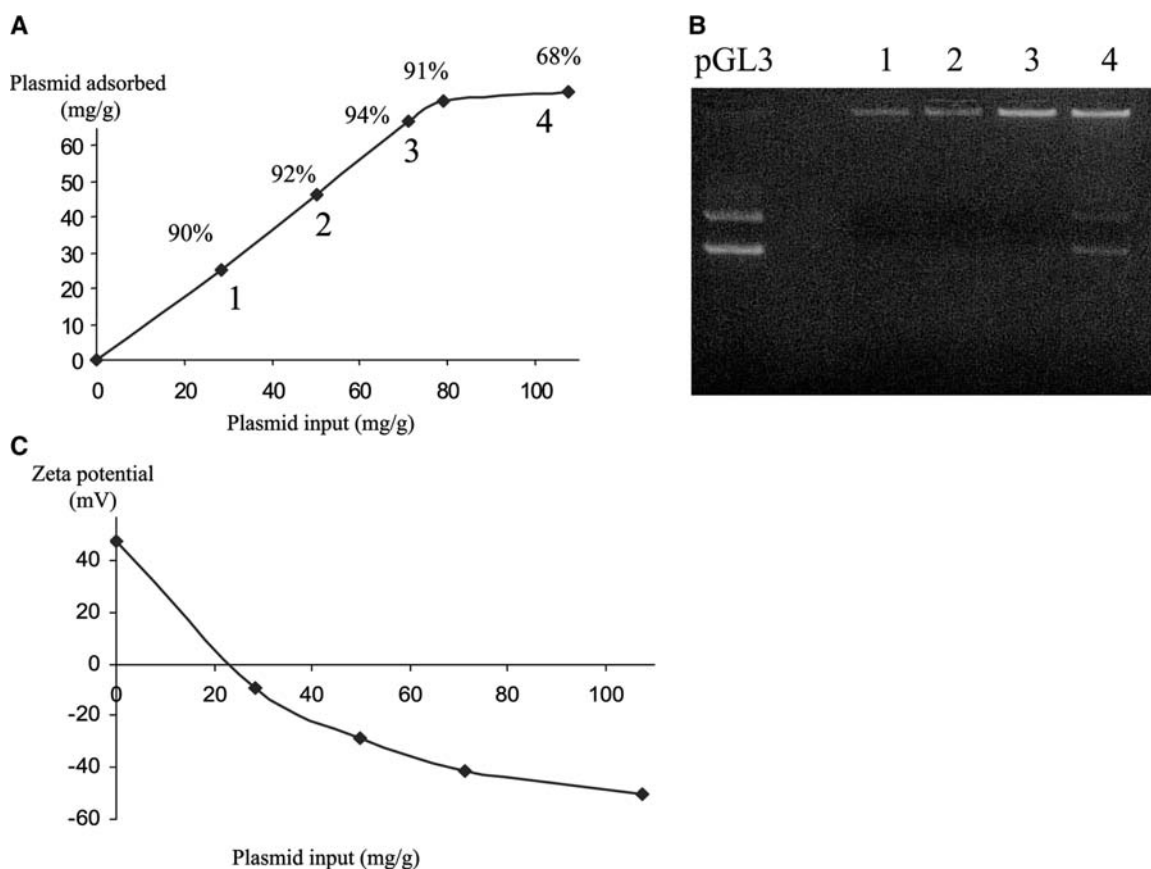 A
Plasmid adsorbed
(mg/g)
60
50
40
30
20
10
0
90%
92%
94%
91%
68%
1
2
3
4
0 20 40 60 80 100
Plasmid input (mg/g)
B
pGL3 1 2 3 4
C
Zeta potential
(mV)
40
20
0
-20
-40
-60
0 20 40 60 80 100
Plasmid input (mg/g)